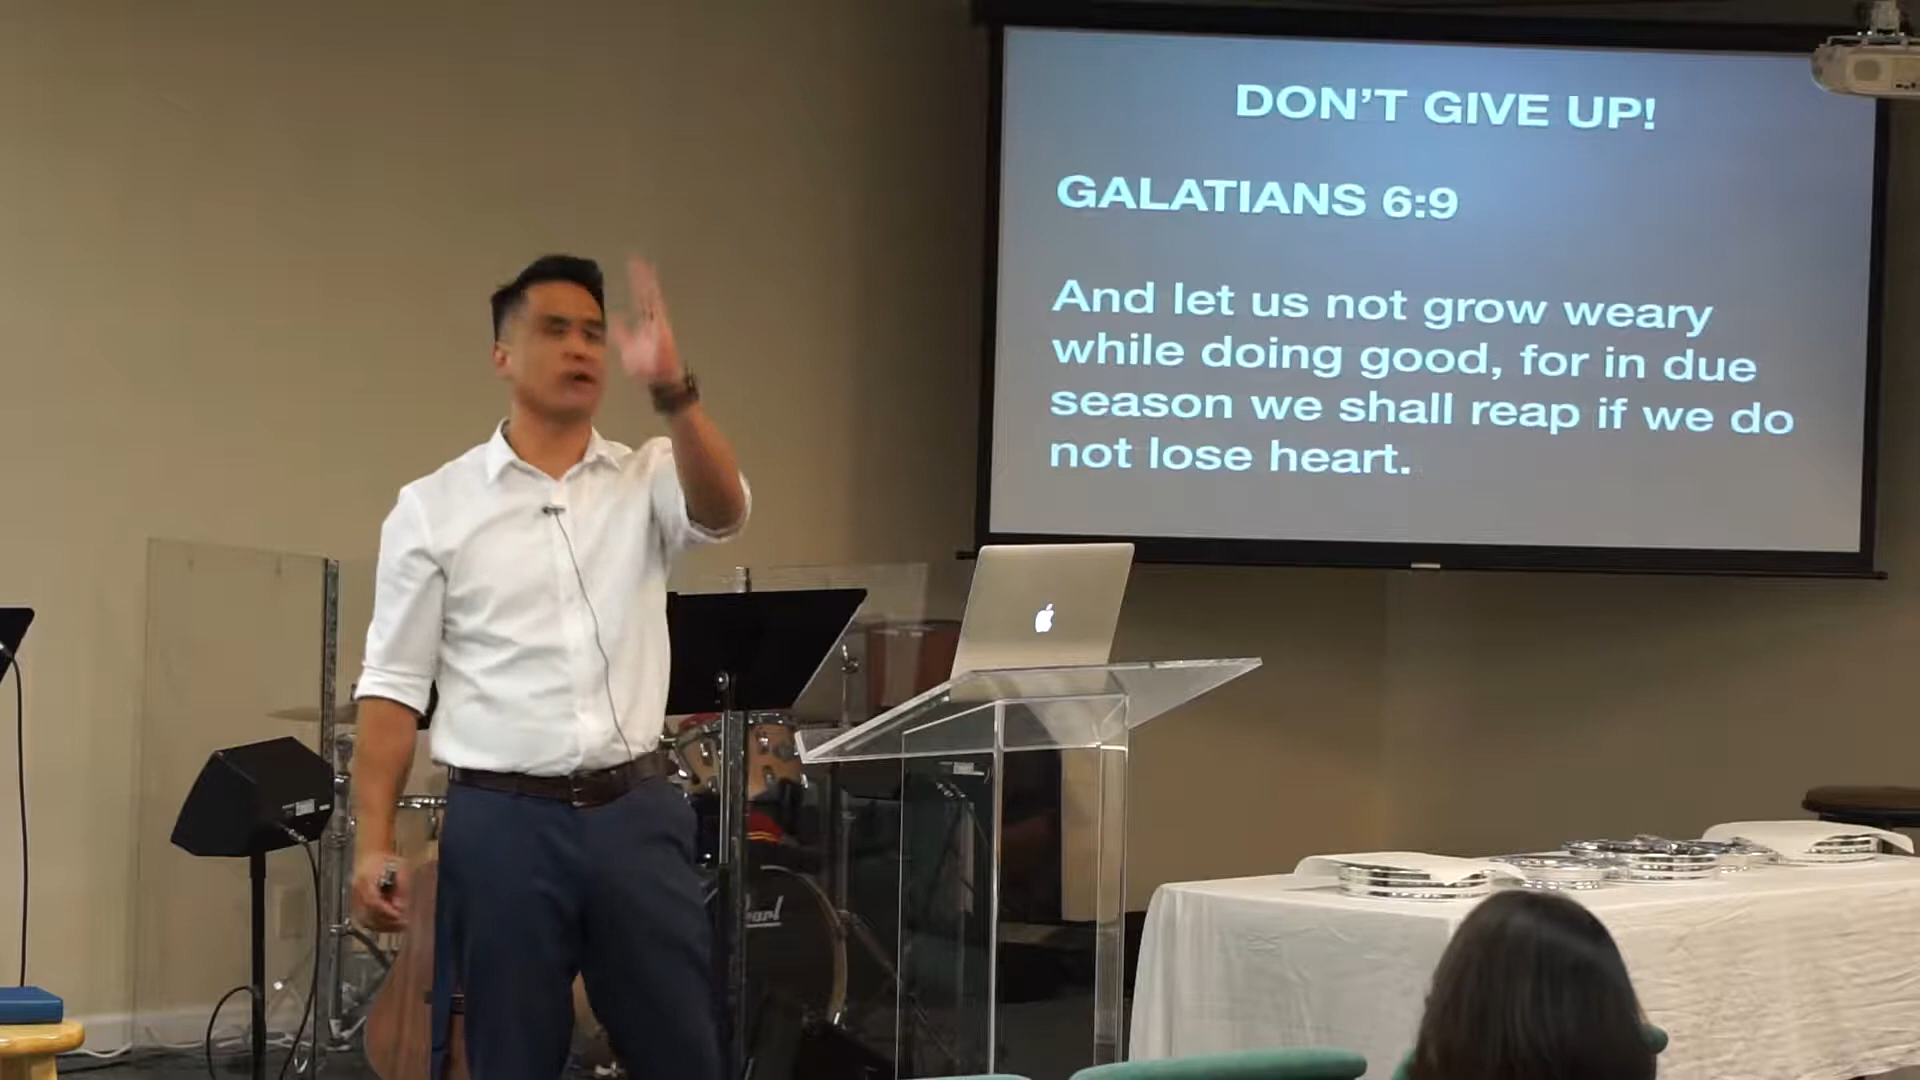 DON'T GIVE UP!
GALATIANS 6:9
And let us not grow weary
while doing good, for in due
season we shall reap if we do
not lose heart.
Pearl